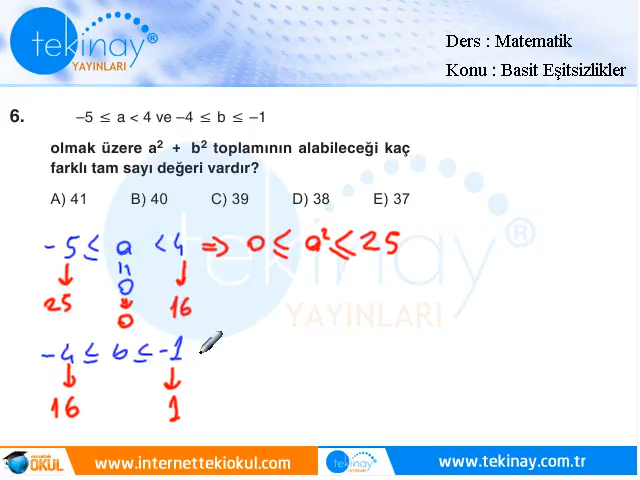 tekinay
YAYINLARI
®
Ders : Matematik
Konu : Basit Eşitsizlikler
6. –5 ≤ a < 4 ve –4 ≤ b ≤ –1
olmak üzere a² + b² toplamının alabileceği kaç
farklı tam sayı değeri vardır?
A) 41 B) 40 C) 39 D) 38 E) 37
-5 ≤ a < 4 ⇒ 0 ≤ a² ≤ 25
↓ = ↓
25 0 16
↓
0
-4 ≤ b ≤ -1
↓ ↓
16 1
tekinay
YAYINLARI
®
internetteki OKUL
www.internettekiokul.com
tekinay
YAYINLARI
www.tekinay.com.tr